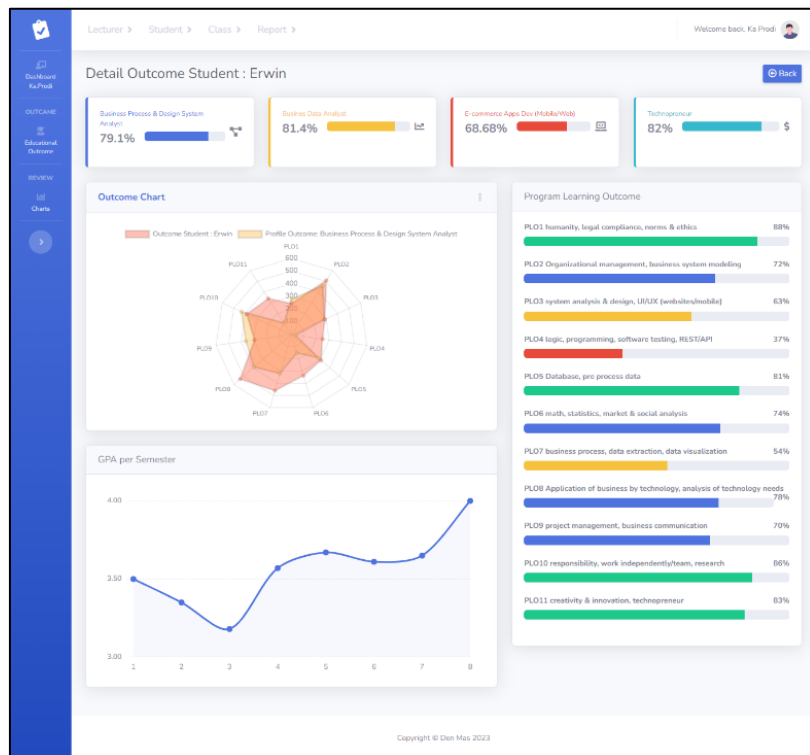 Lecturer > Student > Class > Report >
Welcome back, Ka Prodi
Dashboard
Ka.Prodi
OUTCAME
Educational
Outcome
REVIEW
Charts
Detail Outcome Student : Erwin
Back
Business Process & Design System
Analyst
79.1%
Busines Data Analyst
81.4%
E-commerce Apps Dev (Mobile/Web)
68.68%
Technopreneur
82%
Outcome Chart
Outcome Student : Erwin
Profile Outcome: Business Process & Design System Analyst
PLO1
PLO2
PLO3
PLO4
PLO5
PLO6
PLO7
PLO8
PLO9
PLO10
PLO11
600
500
400
300
200
100
GPA per Semester
4.00
3.50
3.00
1 2 3 4 5 6 7 8
Program Learning Outcome
PLO1 humanity, legal compliance, norms & ethics 88%
PLO2 Organizational management, business system modeling 72%
PLO3 system analysis & design, UI/UX (websites/mobile) 63%
PLO4 logic, programming, software testing, REST/API 37%
PLO5 Database, pre process data 81%
PLO6 math, statistics, market & social analysis 74%
PLO7 business process, data extraction, data visualization 54%
PLO8 Application of business by technology, analysis of technology needs
78%
PLO9 project management, business communication 70%
PLO10 responsibility, work independently/team, research 86%
PLO11 creativity & innovation, technopreneur 83%
Copyright © Den Mas 2023